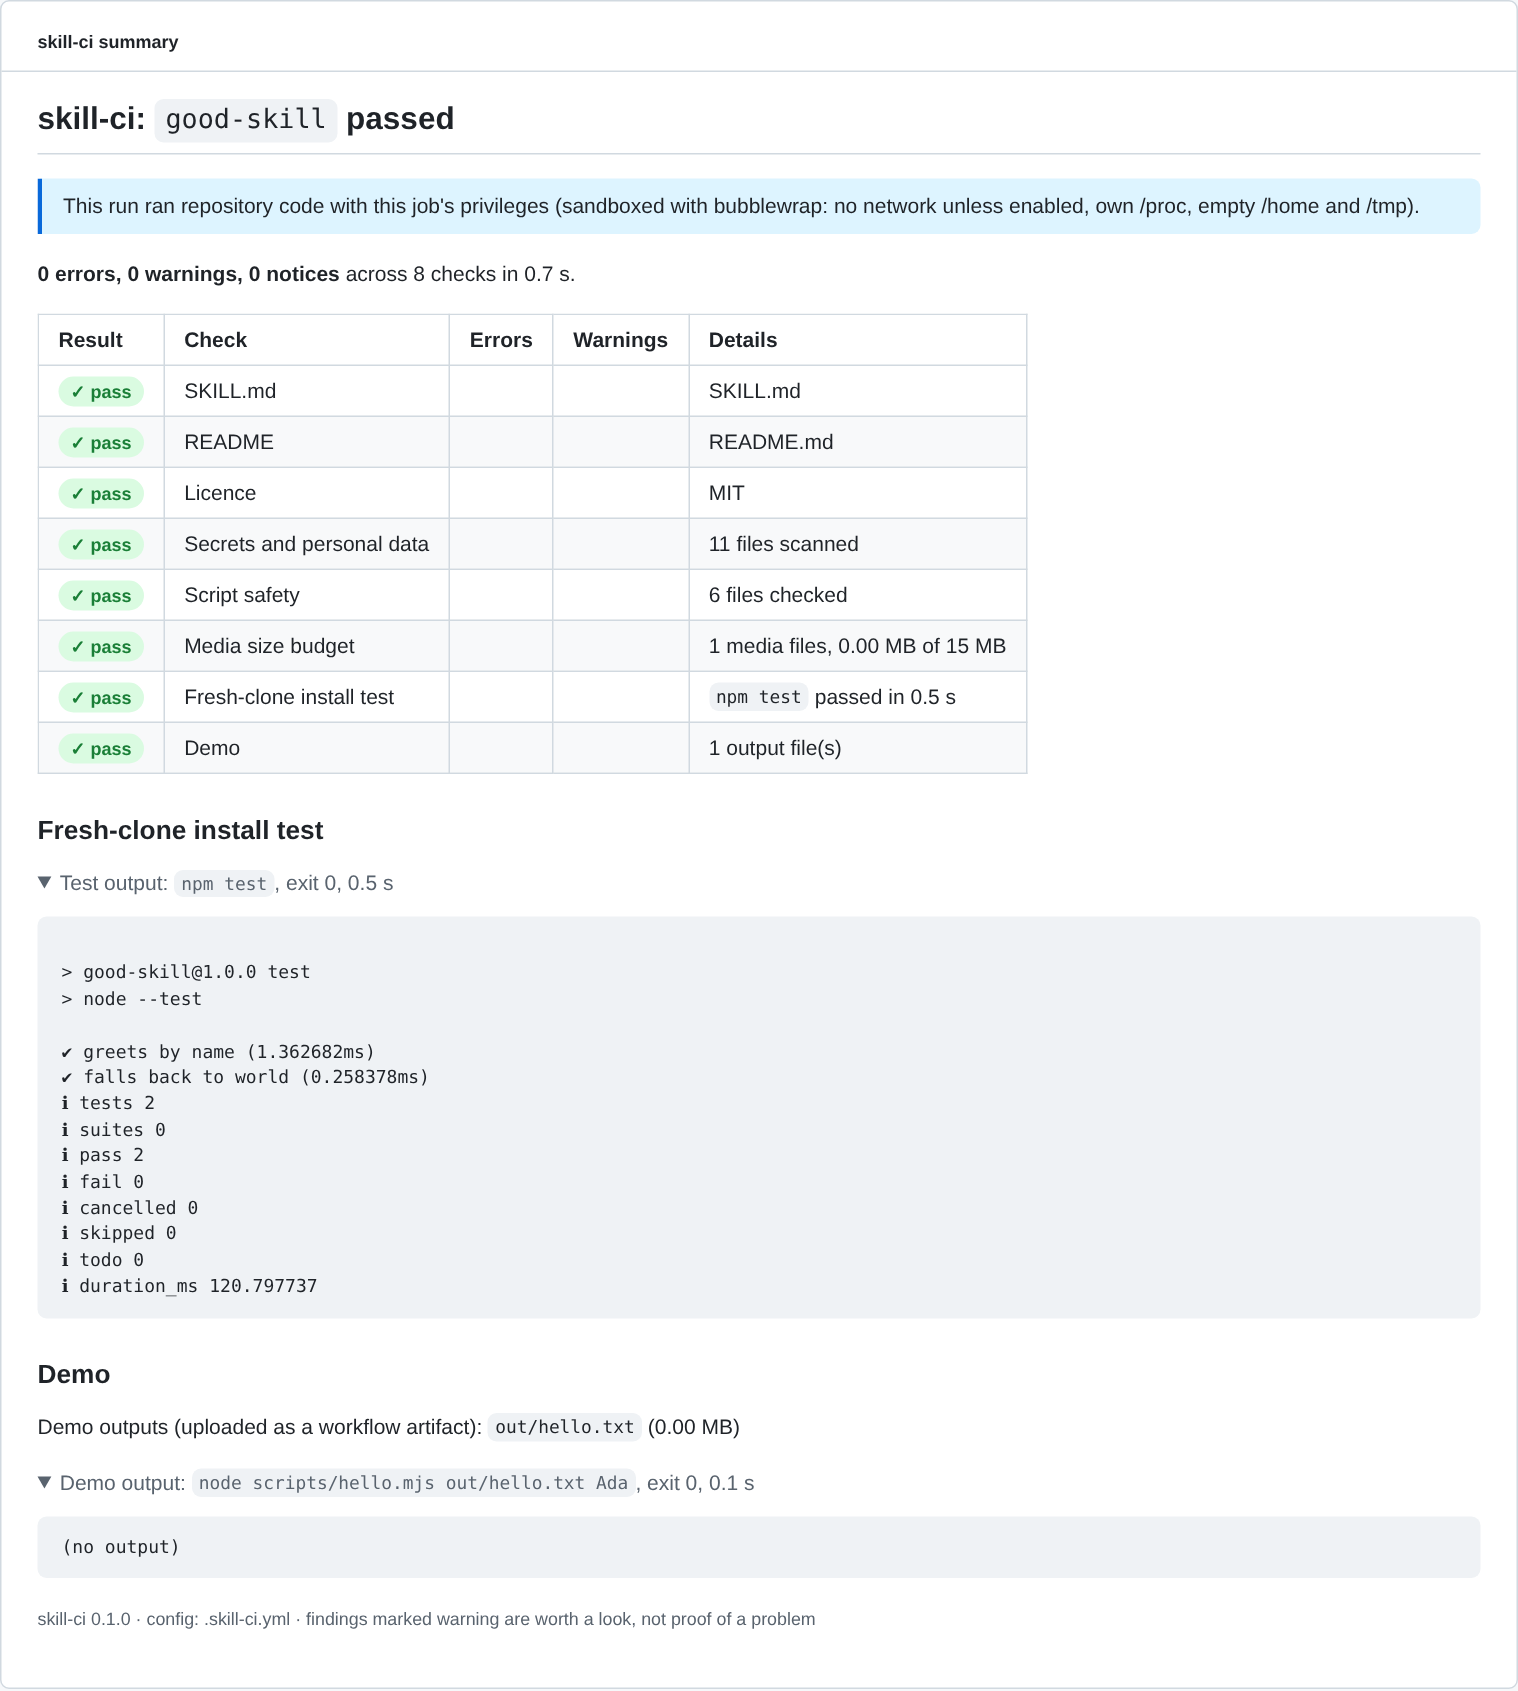 skill-ci summary
skill-ci: good-skill passed
This run ran repository code with this job's privileges (sandboxed with bubblewrap: no network unless enabled, own /proc, empty /home and /tmp).
0 errors, 0 warnings, 0 notices across 8 checks in 0.7 s.
Result Check Errors Warnings Details
✓ pass SKILL.md SKILL.md
✓ pass README README.md
✓ pass Licence MIT
✓ pass Secrets and personal data 11 files scanned
✓ pass Script safety 6 files checked
✓ pass Media size budget 1 media files, 0.00 MB of 15 MB
✓ pass Fresh-clone install test npm test passed in 0.5 s
✓ pass Demo 1 output file(s)
Fresh-clone install test
▼ Test output: npm test, exit 0, 0.5 s
> good-skill@1.0.0 test
> node --test
✔ greets by name (1.362682ms)
✔ falls back to world (0.258378ms)
ℹ tests 2
ℹ suites 0
ℹ pass 2
ℹ fail 0
ℹ cancelled 0
ℹ skipped 0
ℹ todo 0
ℹ duration_ms 120.797737
Demo
Demo outputs (uploaded as a workflow artifact): out/hello.txt (0.00 MB)
▼ Demo output: node scripts/hello.mjs out/hello.txt Ada, exit 0, 0.1 s
(no output)
skill-ci 0.1.0 · config: .skill-ci.yml · findings marked warning are worth a look, not proof of a problem